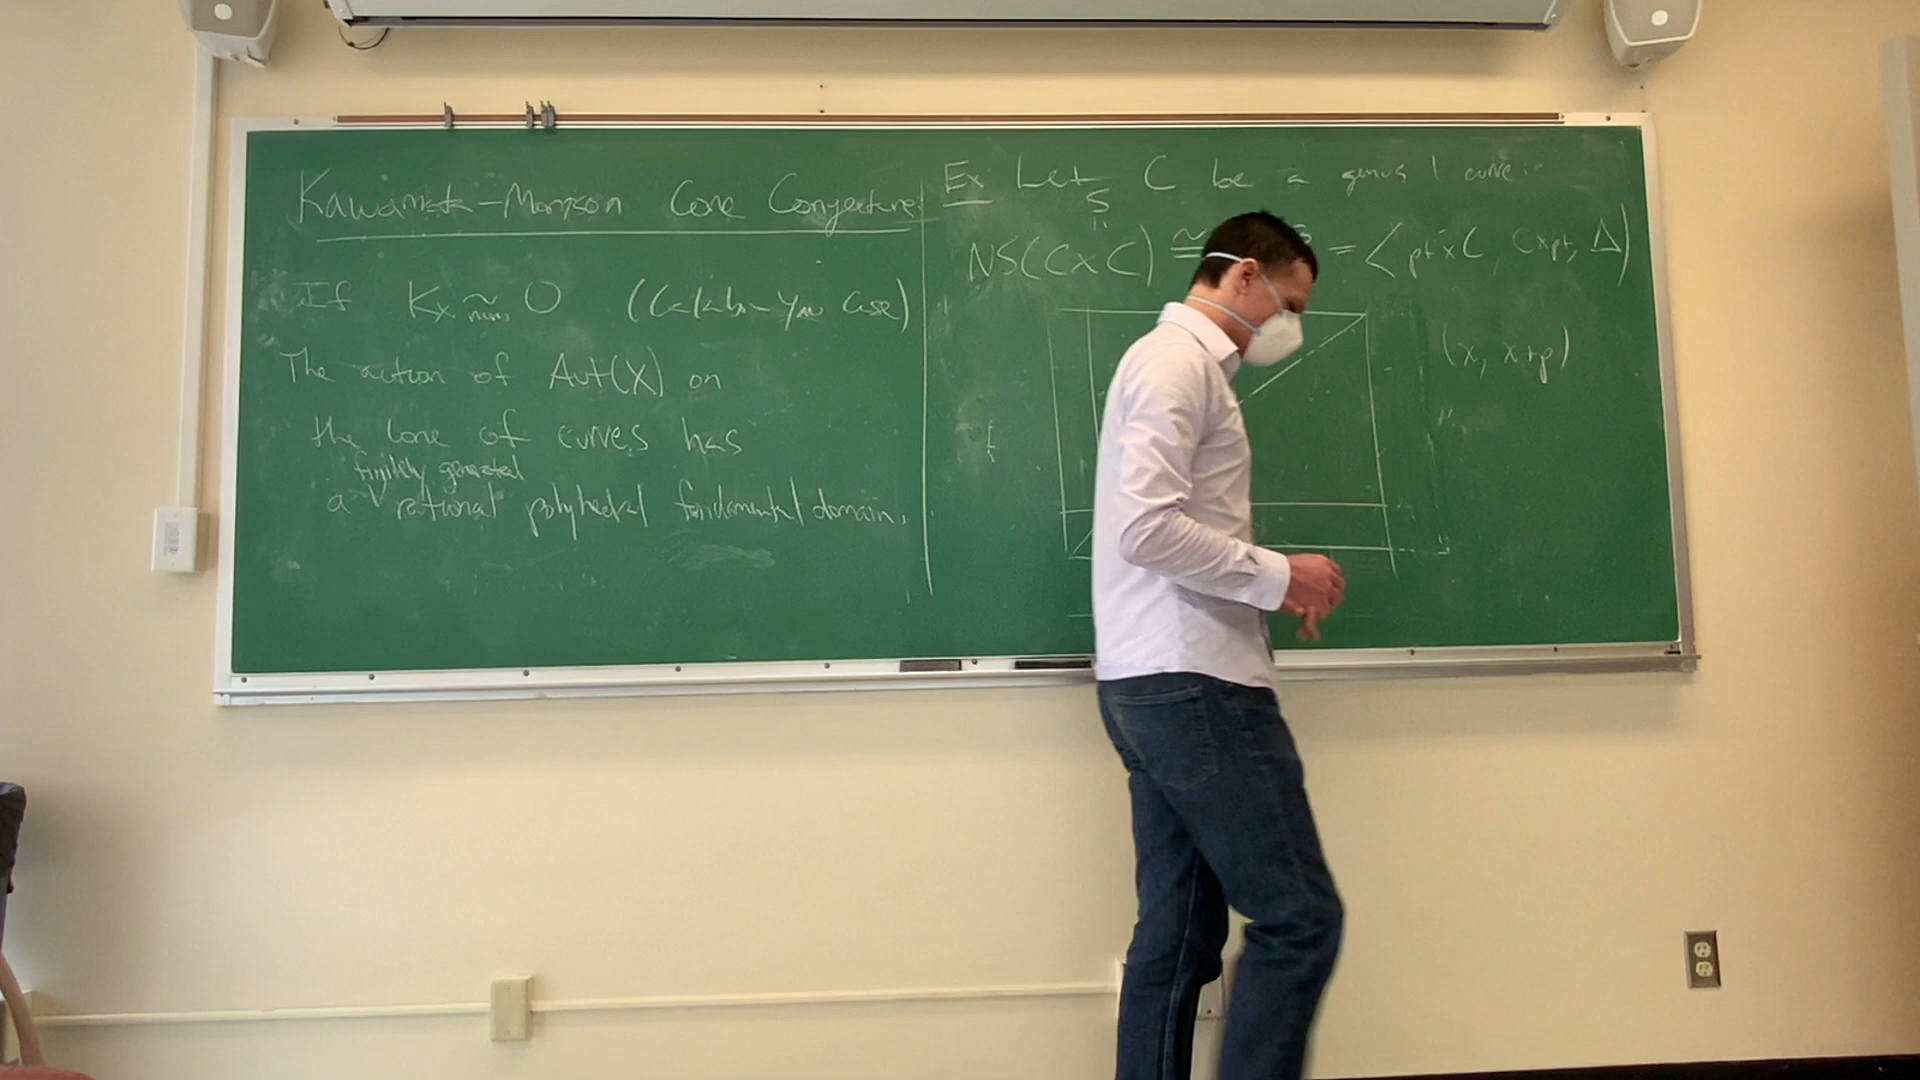 Kawamata-Morrison Cone Conjecture:
If K_X ~num 0 (Calabi-Yau case)
The action of Aut(X) on
the cone of curves has
finitely generated
a ∨ rational polyhedral fundamental domain.
Ex Let C be a genus 1 curve:
S
"
NS(C×C) ≅ = < pt×C, C×pt, Δ>
(x, x+p)